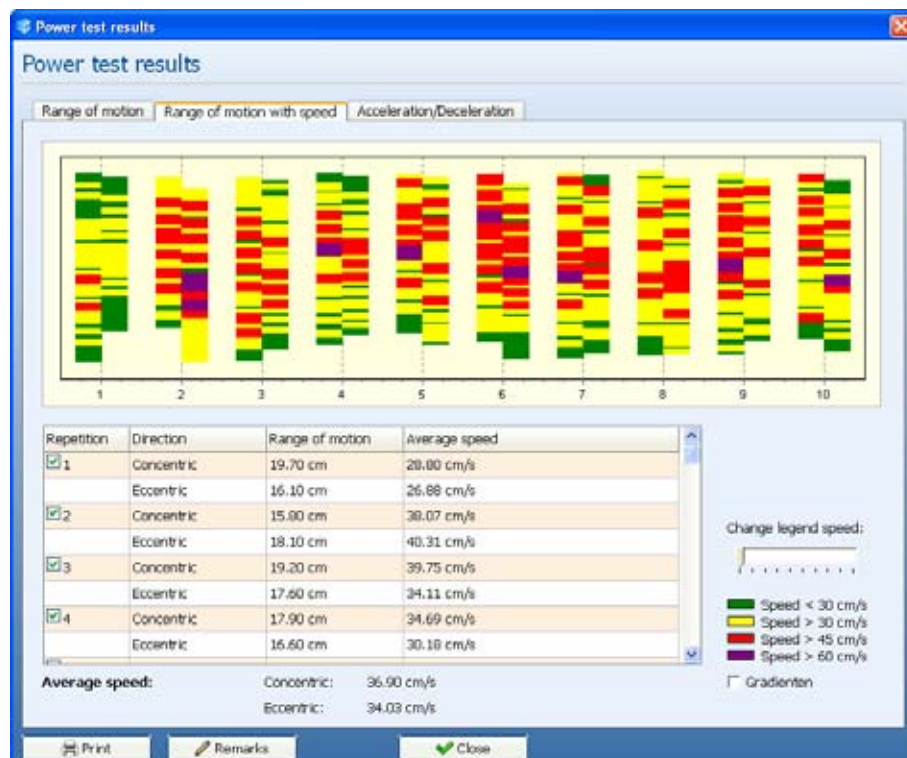 Power test results
Power test results
Range of motion Range of motion with speed Acceleration/Deceleration
1 2 3 4 5 6 7 8 9 10
Repetition Direction Range of motion Average speed
1 Concentric 19.70 cm 28.80 cm/s
Eccentric 16.10 cm 26.88 cm/s
2 Concentric 15.80 cm 38.07 cm/s
Eccentric 18.10 cm 40.31 cm/s
3 Concentric 19.20 cm 39.75 cm/s
Eccentric 17.60 cm 34.11 cm/s
4 Concentric 17.90 cm 34.69 cm/s
Eccentric 16.60 cm 30.18 cm/s
Change legend speed:
Speed < 30 cm/s
Speed > 30 cm/s
Speed > 45 cm/s
Speed > 60 cm/s
Gradienten
Average speed: Concentric: 36.90 cm/s
Eccentric: 34.03 cm/s
Print Remarks Close